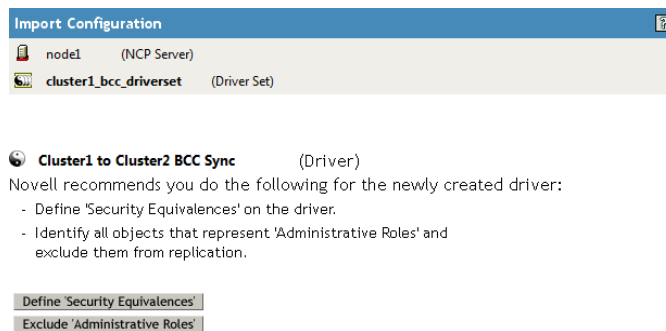 Import Configuration ?
node1 (NCP Server)
cluster1_bcc_driverset (Driver Set)
Cluster1 to Cluster2 BCC Sync (Driver)
Novell recommends you do the following for the newly created driver:
- Define 'Security Equivalences' on the driver.
- Identify all objects that represent 'Administrative Roles' and
exclude them from replication.
Define 'Security Equivalences'
Exclude 'Administrative Roles'